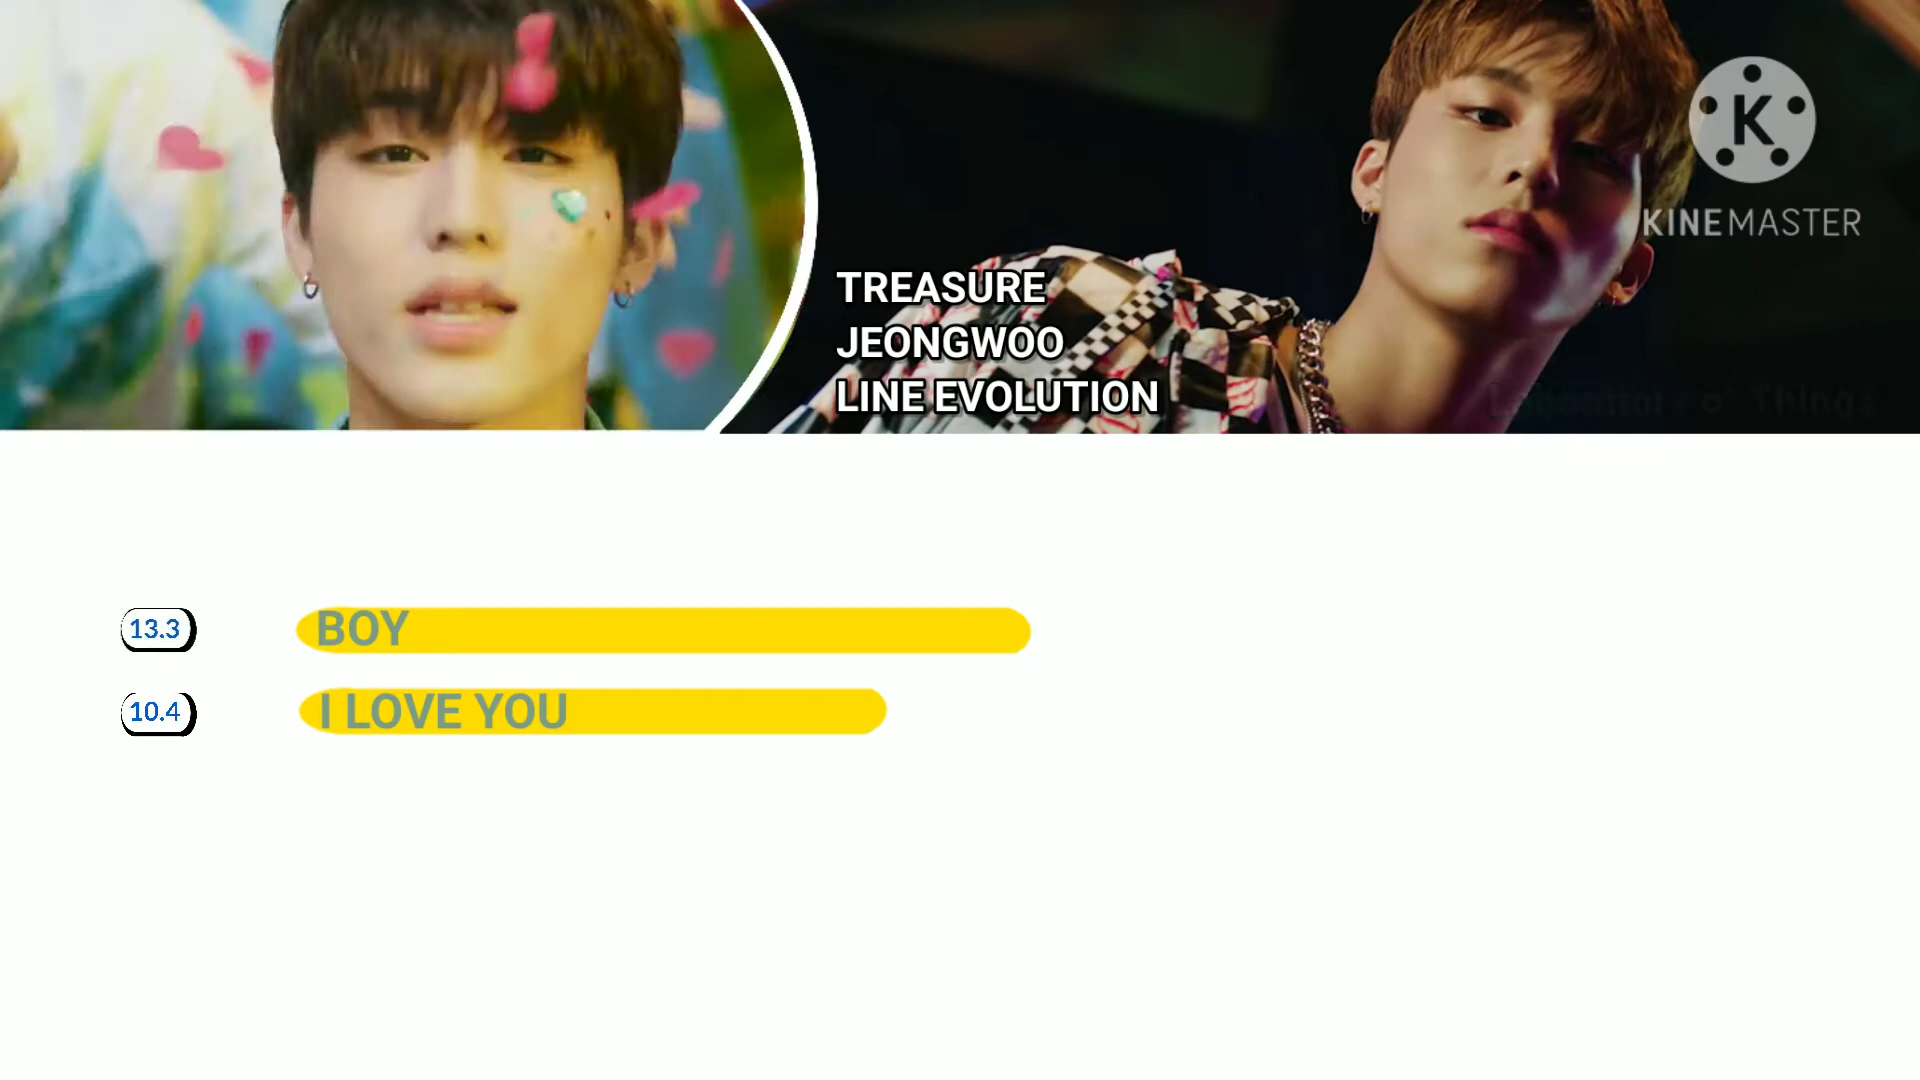 K
KINEMASTER
TREASURE
JEONGWOO
LINE EVOLUTION
13.3
BOY
10.4
I LOVE YOU